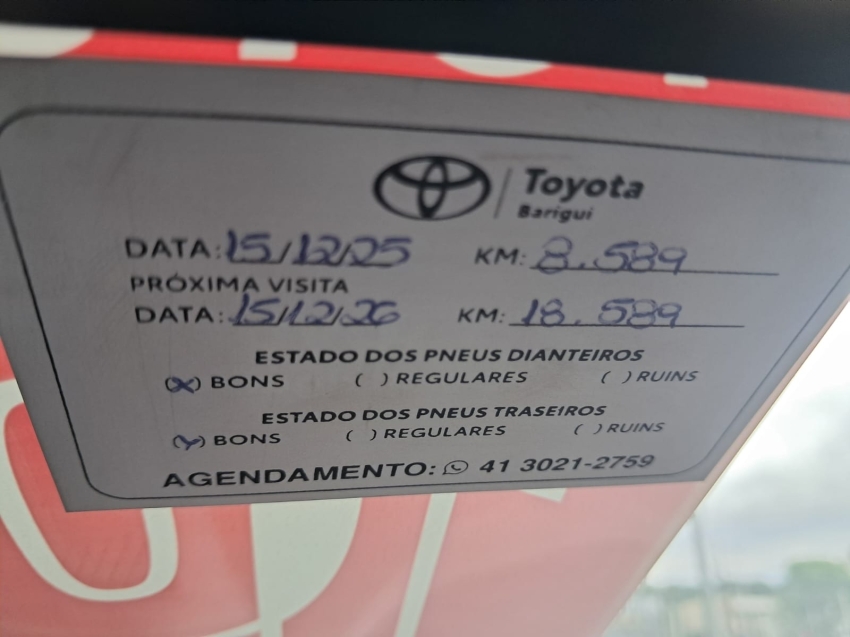 Toyota
Barigui
DATA: 15/12/25 KM: 8.589
PRÓXIMA VISITA
DATA: 15/12/26 KM: 18.589
ESTADO DOS PNEUS DIANTEIROS
(X) BONS ( ) REGULARES ( ) RUINS
ESTADO DOS PNEUS TRASEIROS
(X) BONS ( ) REGULARES ( ) RUINS
AGENDAMENTO: 41 3021-2759